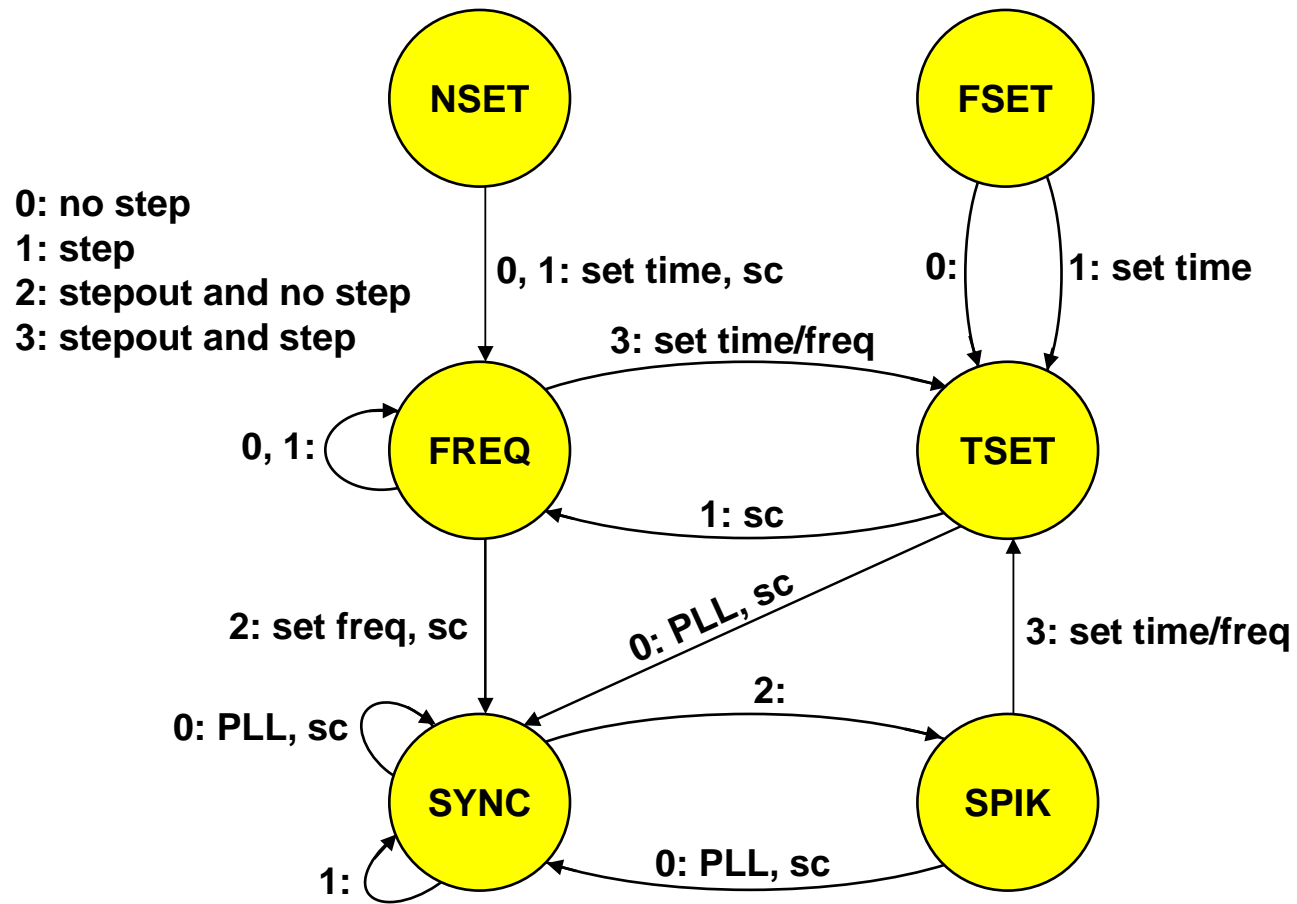 NSET
FSET
0: no step
1: step
2: stepout and no step
3: stepout and step
0, 1: set time, sc
0:
1: set time
3: set time/freq
0, 1:
FREQ
TSET
1: sc
2: set freq, sc
0: PLL, sc
3: set time/freq
2:
0: PLL, sc
SYNC
SPIK
1:
0: PLL, sc